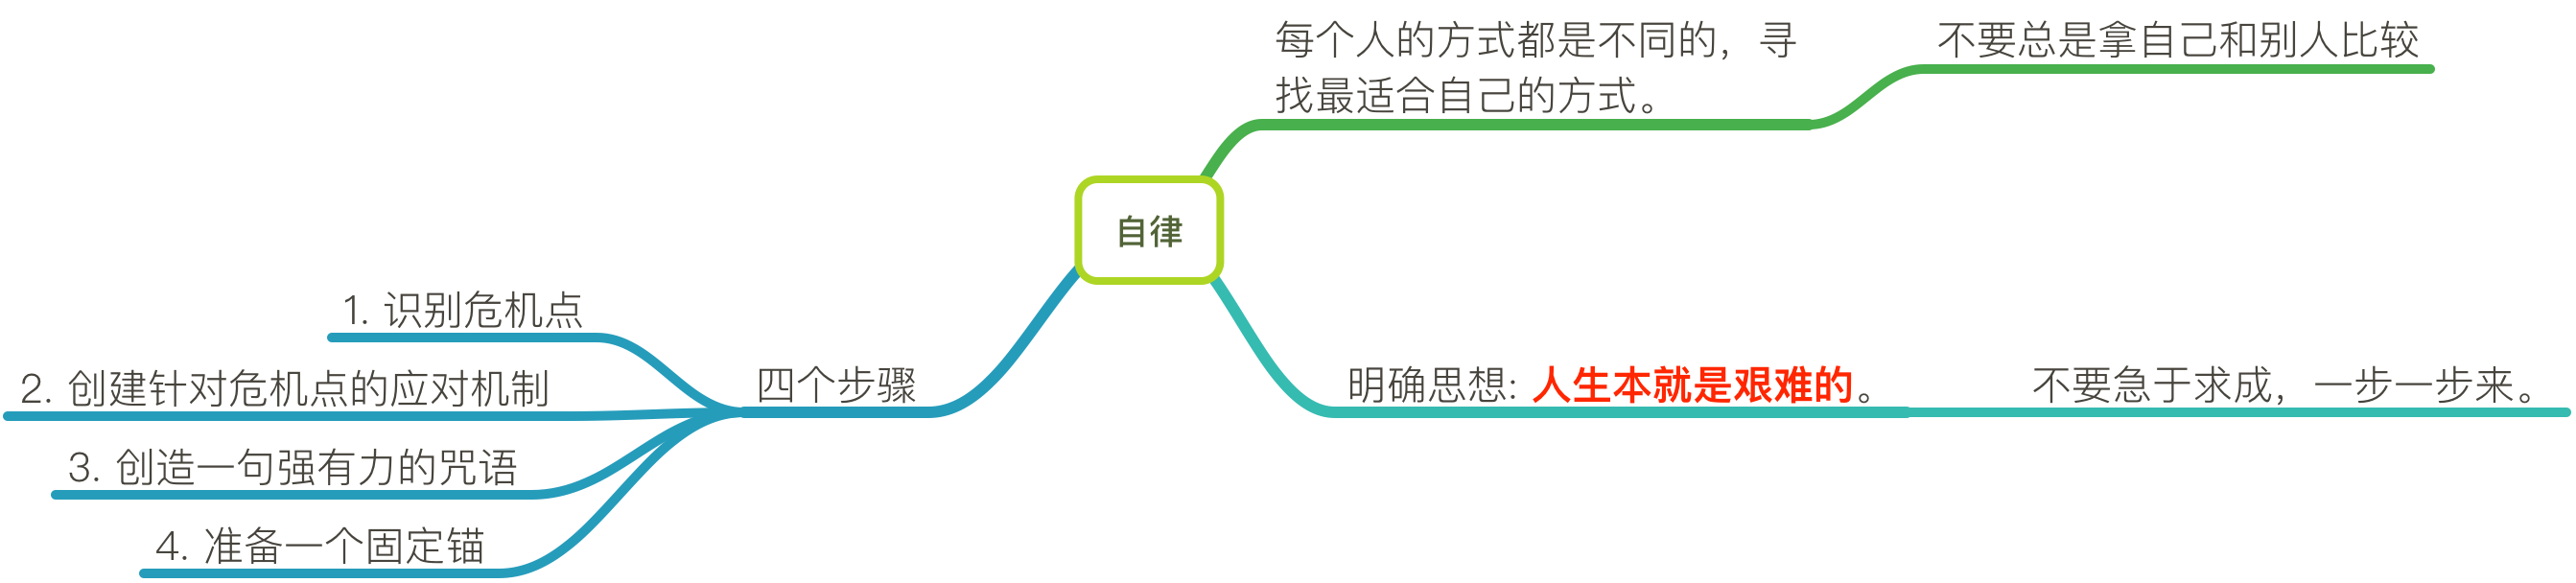 每个人的方式都是不同的，寻
找最适合自己的方式。
不要总是拿自己和别人比较
自律
明确思想: 人生本就是艰难的。
不要急于求成，一步一步来。
四个步骤
1. 识别危机点
2. 创建针对危机点的应对机制
3. 创造一句强有力的咒语
4. 准备一个固定锚